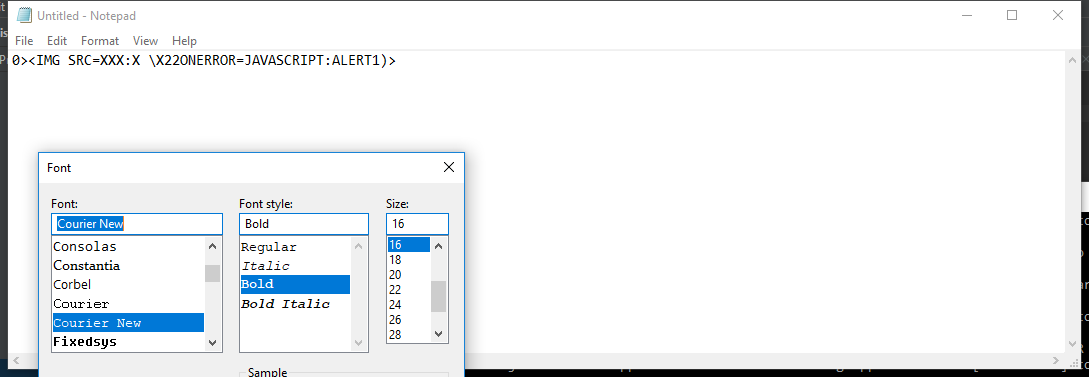 Untitled - Notepad
File Edit Format View Help
0><IMG SRC=XXX:X \X22ONERROR=JAVASCRIPT:ALERT1)>
Font
Font: Font style: Size:
Courier New Bold 16
Consolas Regular 16
Constantia Italic 18
Corbel Bold 20
Courier Bold Italic 22
Courier New 24
Fixedsys 26
28
Sample